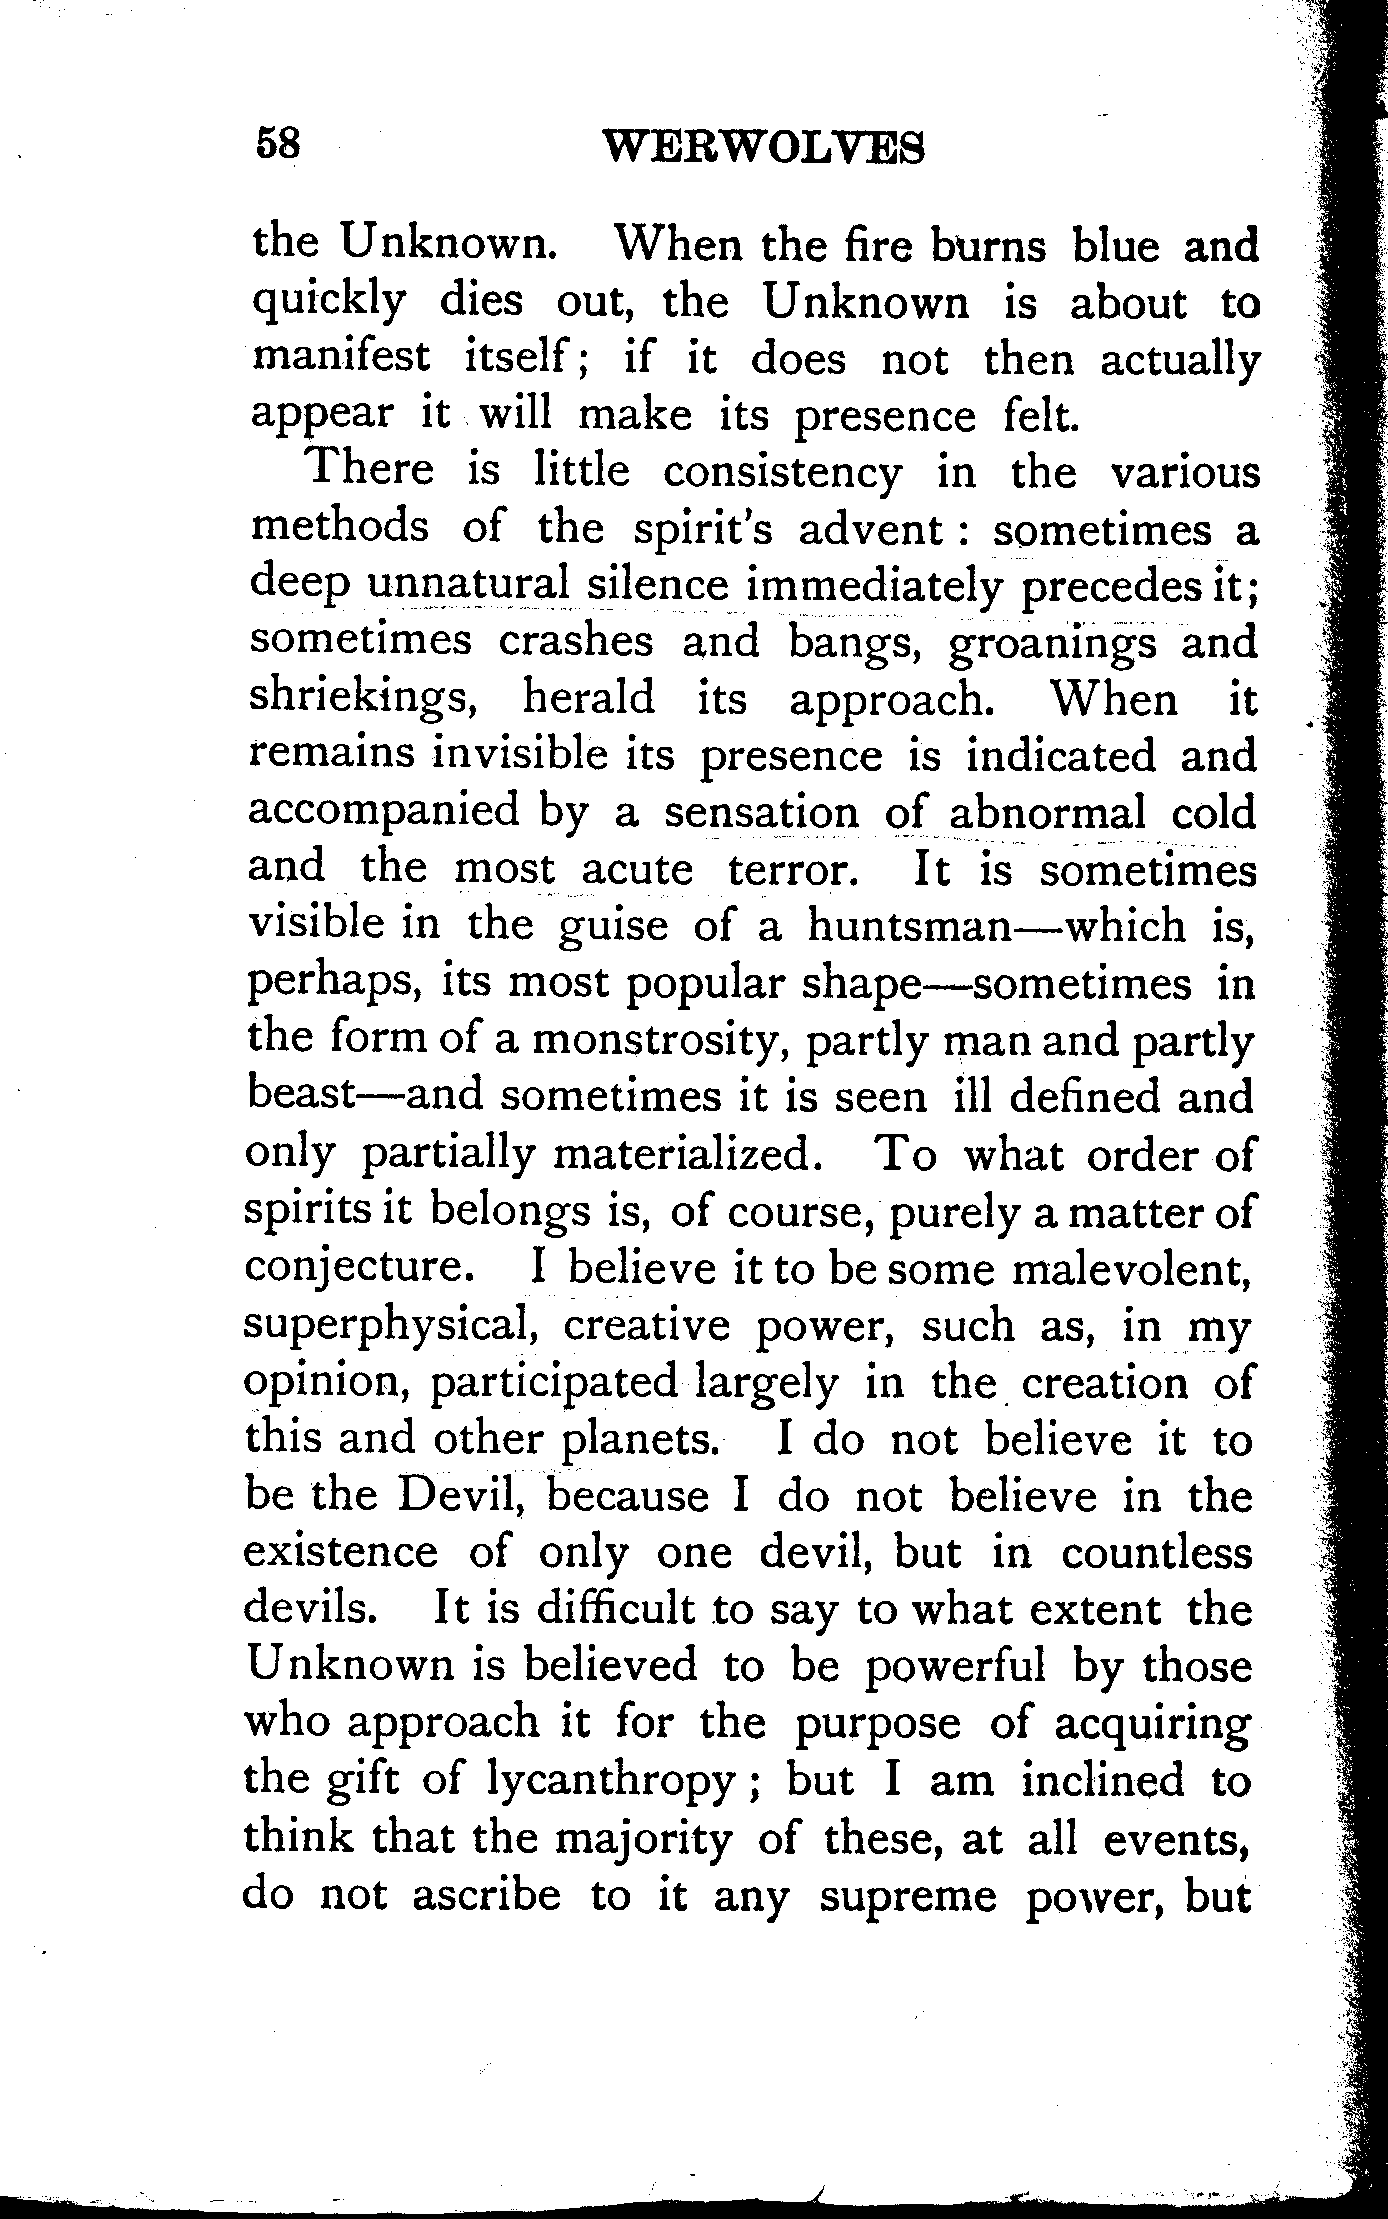 58 WERWOLVES
the Unknown. When the fire burns blue and
quickly dies out, the Unknown is about to
manifest itself; if it does not then actually
appear it will make its presence felt.
There is little consistency in the various
methods of the spirit's advent : sometimes a
deep unnatural silence immediately precedes it;
sometimes crashes and bangs, groanings and
shriekings, herald its approach. When it
remains invisible its presence is indicated and
accompanied by a sensation of abnormal cold
and the most acute terror. It is sometimes
visible in the guise of a huntsman—which is,
perhaps, its most popular shape—sometimes in
the form of a monstrosity, partly man and partly
beast—and sometimes it is seen ill defined and
only partially materialized. To what order of
spirits it belongs is, of course, purely a matter of
conjecture. I believe it to be some malevolent,
superphysical, creative power, such as, in my
opinion, participated largely in the creation of
this and other planets. I do not believe it to
be the Devil, because I do not believe in the
existence of only one devil, but in countless
devils. It is difficult to say to what extent the
Unknown is believed to be powerful by those
who approach it for the purpose of acquiring
the gift of lycanthropy ; but I am inclined to
think that the majority of these, at all events,
do not ascribe to it any supreme power, but